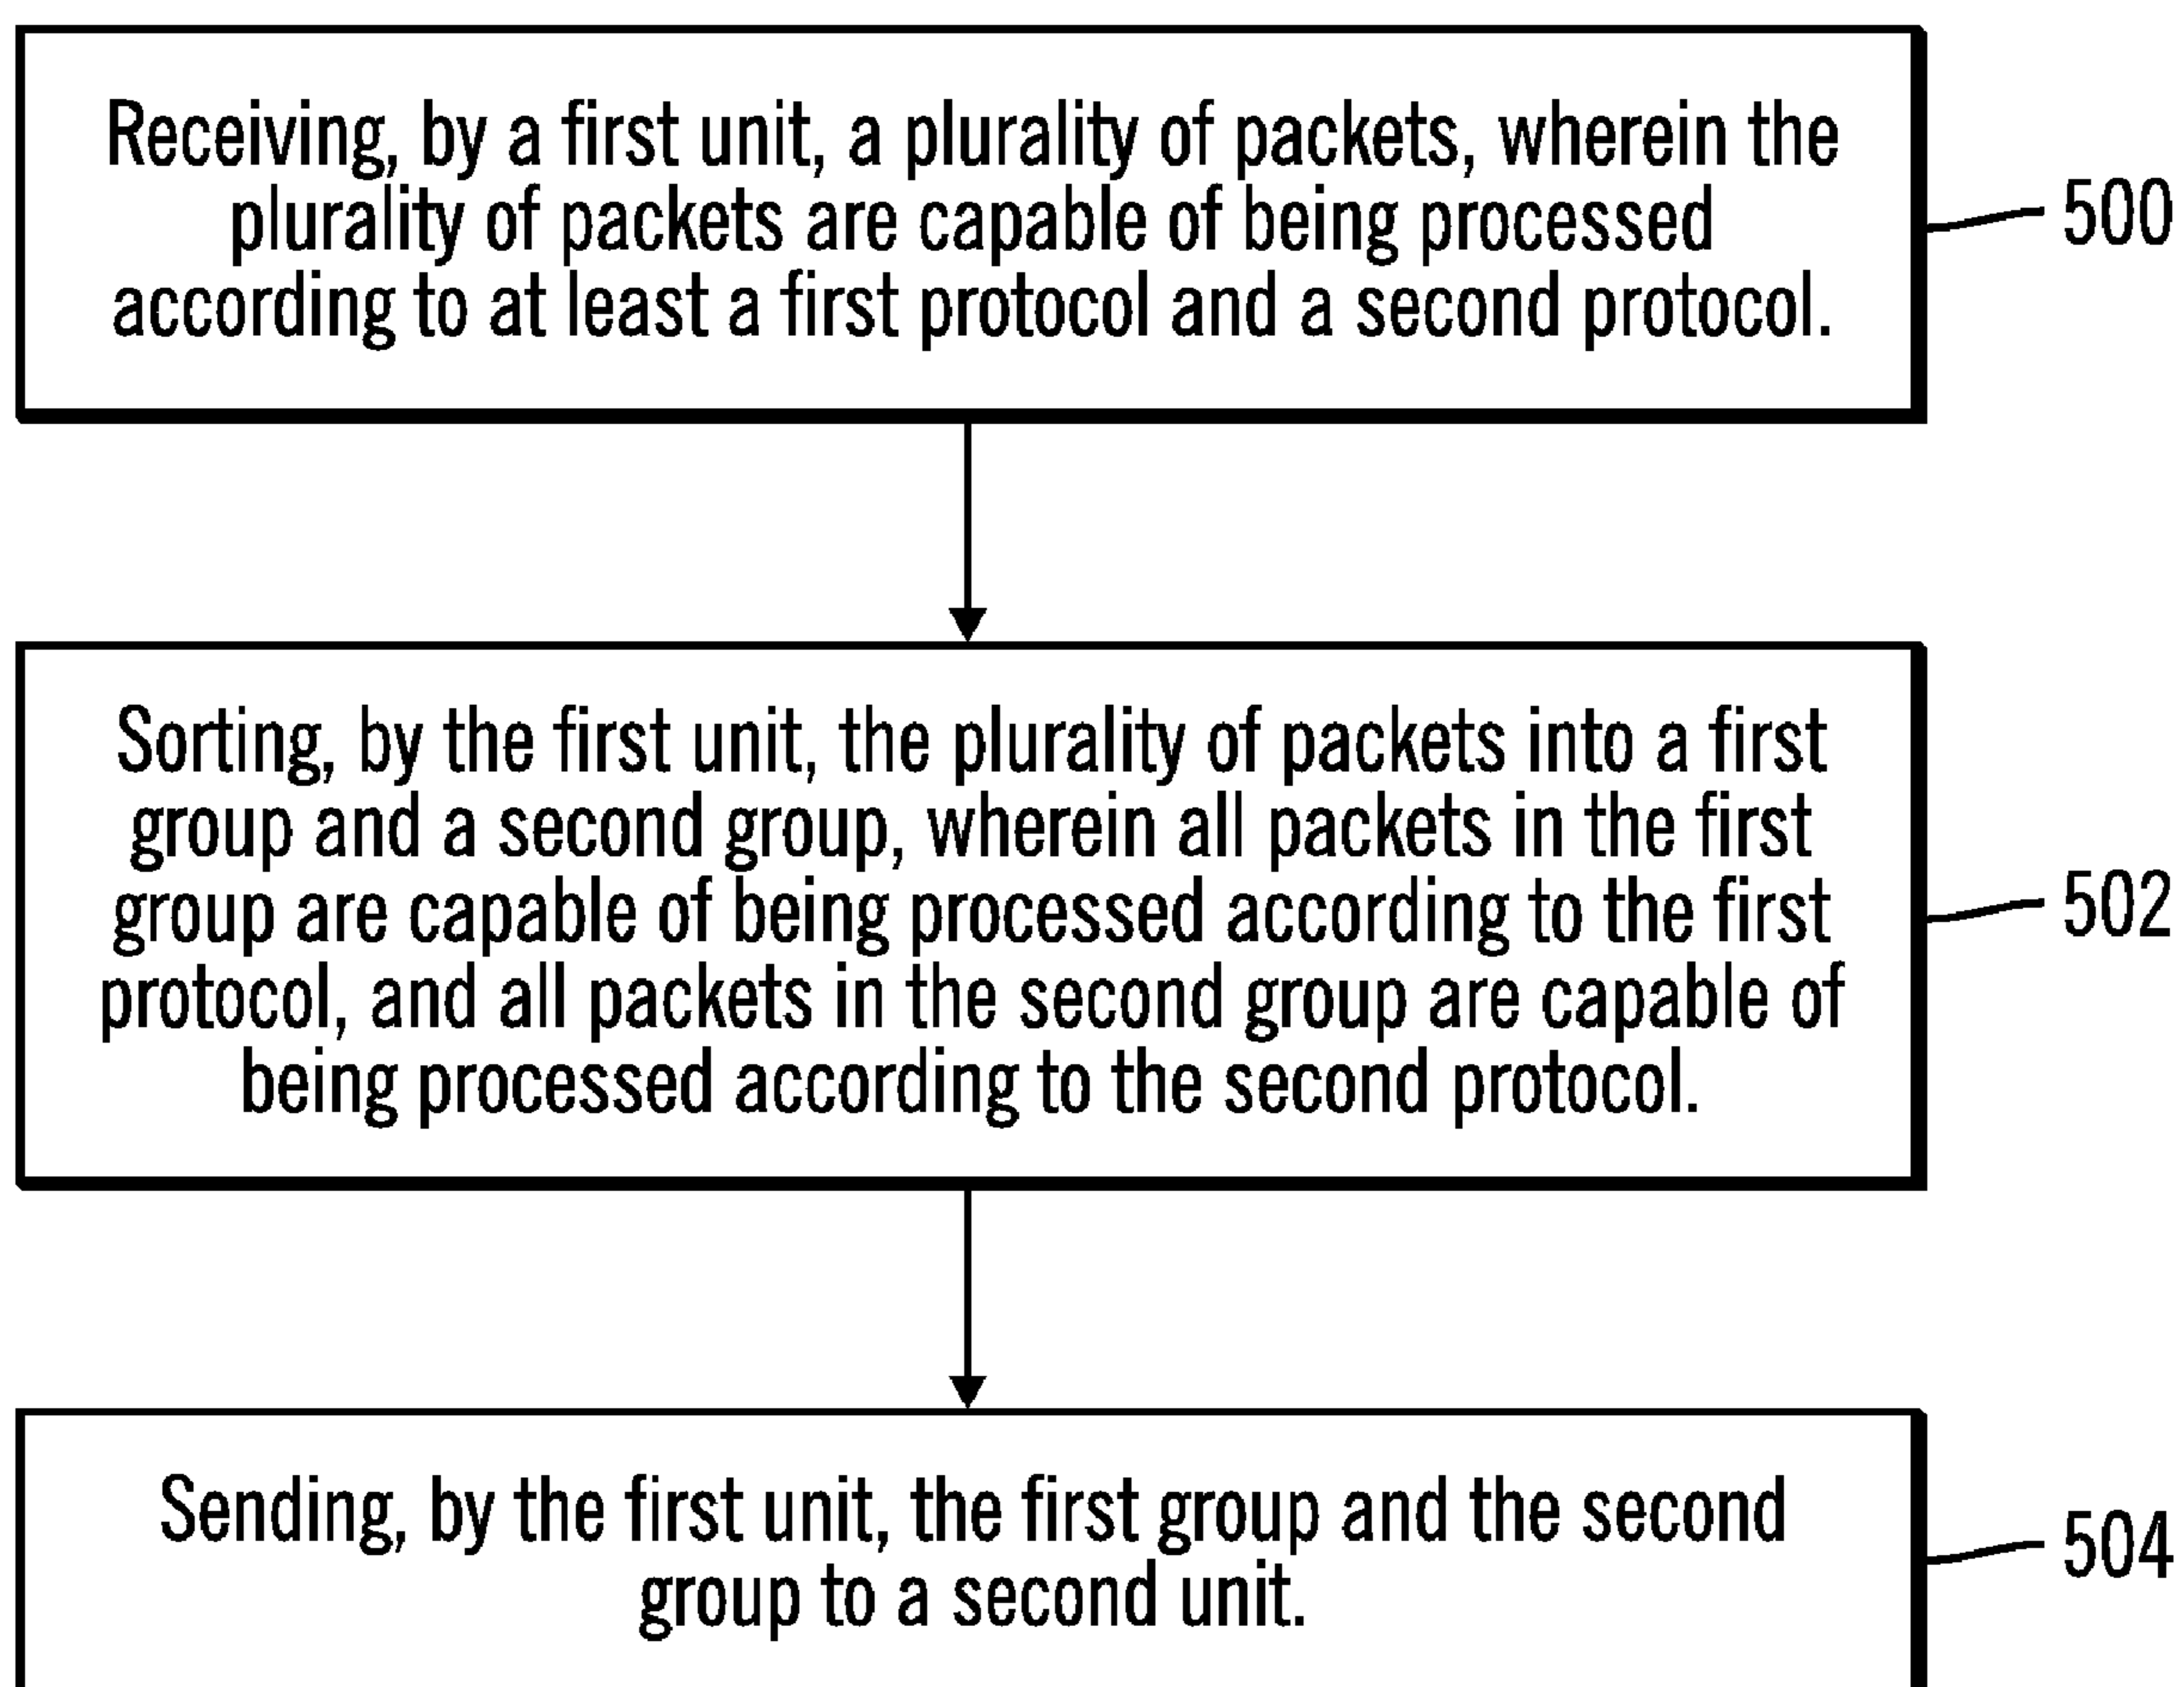 Receiving, by a first unit, a plurality of packets, wherein the
plurality of packets are capable of being processed
according to at least a first protocol and a second protocol.
500
Sorting, by the first unit, the plurality of packets into a first
group and a second group, wherein all packets in the first
group are capable of being processed according to the first
protocol, and all packets in the second group are capable of
being processed according to the second protocol.
502
Sending, by the first unit, the first group and the second
group to a second unit.
504